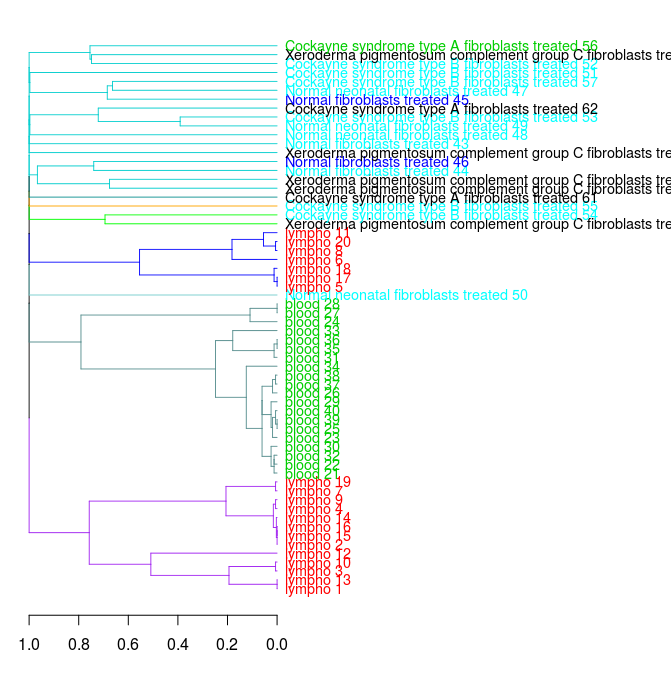 Cockayne syndrome type A fibroblasts treated 56
Xeroderma pigmentosum complement group C fibroblasts tre
Cockayne syndrome type B fibroblasts treated
Cockayne syndrome type B fibroblasts treated 51
Cockayne syndrome type B fibroblasts treated 57
Normal neonatal fibroblasts treated 47
Normal fibroblasts treated 45
Cockayne syndrome type A fibroblasts treated 62
Cockayne syndrome type B fibroblasts treated 53
Normal neonatal fibroblasts treated 49
Normal neonatal fibroblasts treated 48
Normal fibroblasts treated 43
Xeroderma pigmentosum complement group C fibroblasts tre
Normal fibroblasts treated 46
Normal fibroblasts treated 44
Xeroderma pigmentosum complement group C fibroblasts tre
Xeroderma pigmentosum complement group C fibroblasts tre
Cockayne syndrome type A fibroblasts treated 61
Cockayne syndrome type B fibroblasts treated 55
Cockayne syndrome type B fibroblasts treated 54
Xeroderma pigmentosum complement group C fibroblasts tre
lympho 11
lympho 20
lympho 8
lympho 6
lympho 18
lympho 17
lympho 5
Normal neonatal fibroblasts treated 50
blood 28
blood 27
blood 24
blood 33
blood 36
blood 35
blood 31
blood 34
blood 38
blood 37
blood 26
blood 29
blood 40
blood 39
blood 25
blood 23
blood 30
blood 32
blood 22
blood 21
lympho 19
lympho 7
lympho 9
lympho 4
lympho 14
lympho 16
lympho 15
lympho 2
lympho 12
lympho 10
lympho 3
lympho 13
lympho 1
1.0 0.8 0.6 0.4 0.2 0.0